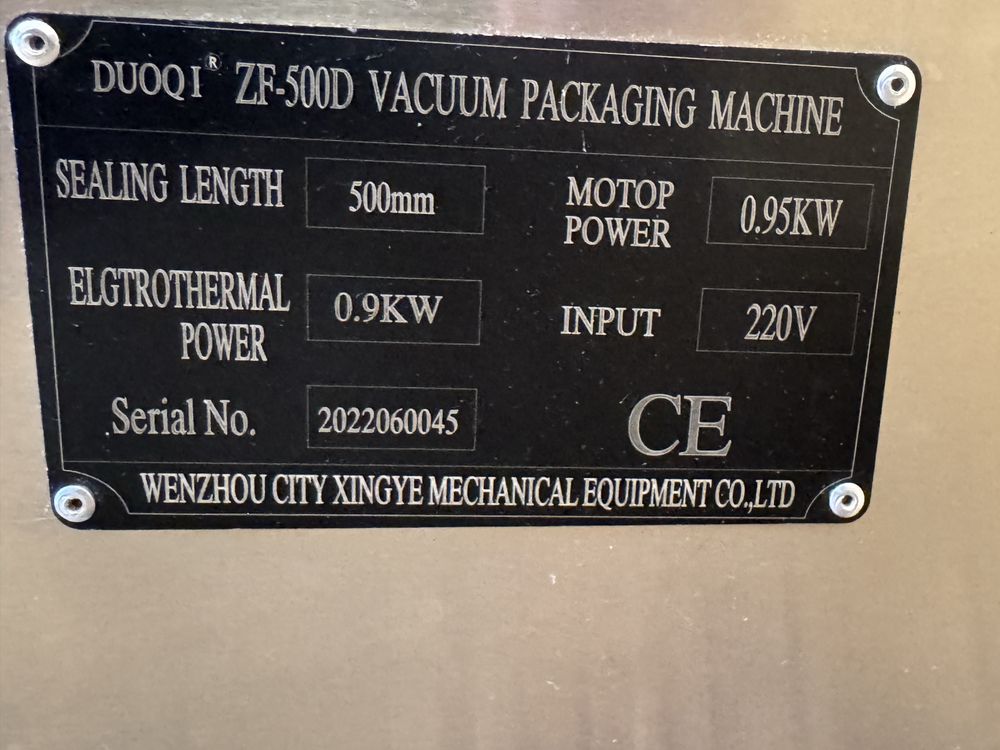 DUOQI® ZF-500D VACUUM PACKAGING MACHINE
SEALING LENGTH 500mm
MOTOP POWER 0.95KW
ELGTROTHERMAL POWER 0.9KW
INPUT 220V
Serial No. 2022060045
CE
WENZHOU CITY XINGYE MECHANICAL EQUIPMENT CO.,LTD